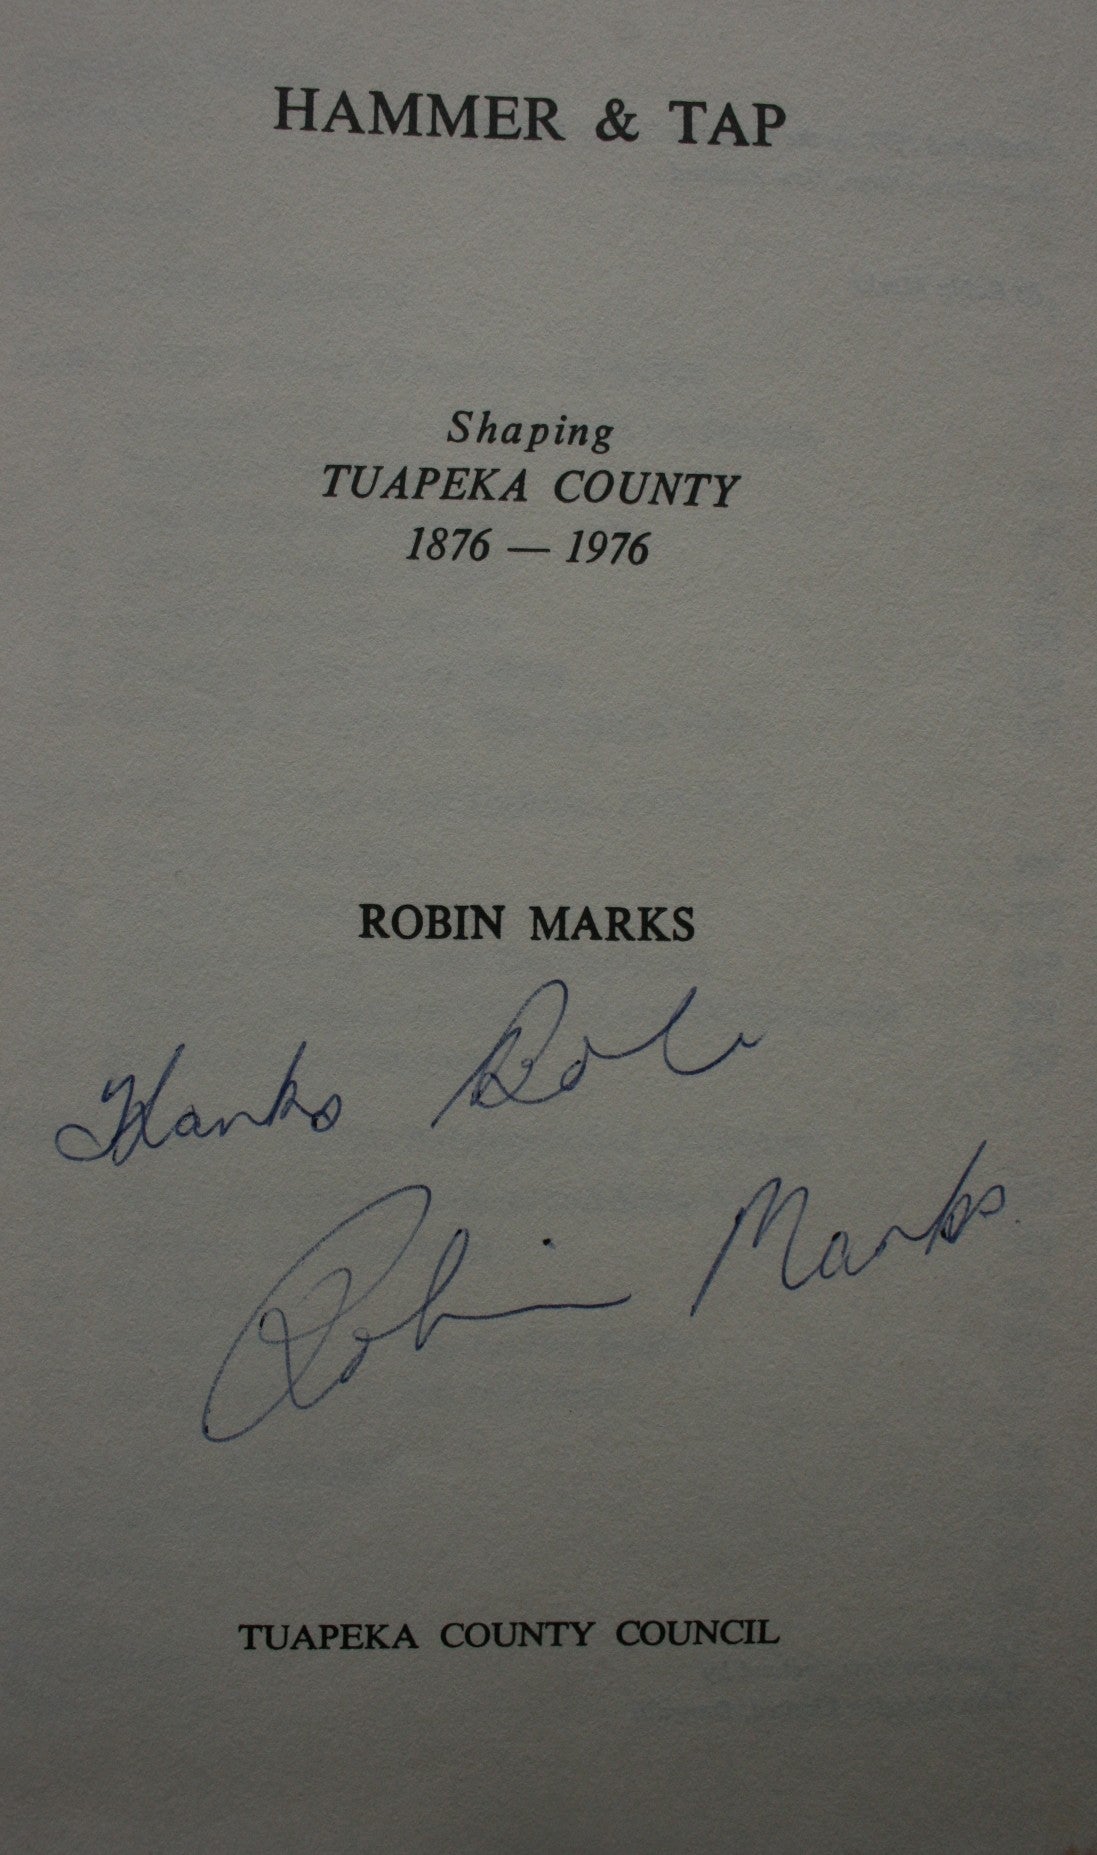 HAMMER & TAP
Shaping
TUAPEKA COUNTY
1876 — 1976
ROBIN MARKS
Thanks
Robin Marks
TUAPEKA COUNTY COUNCIL